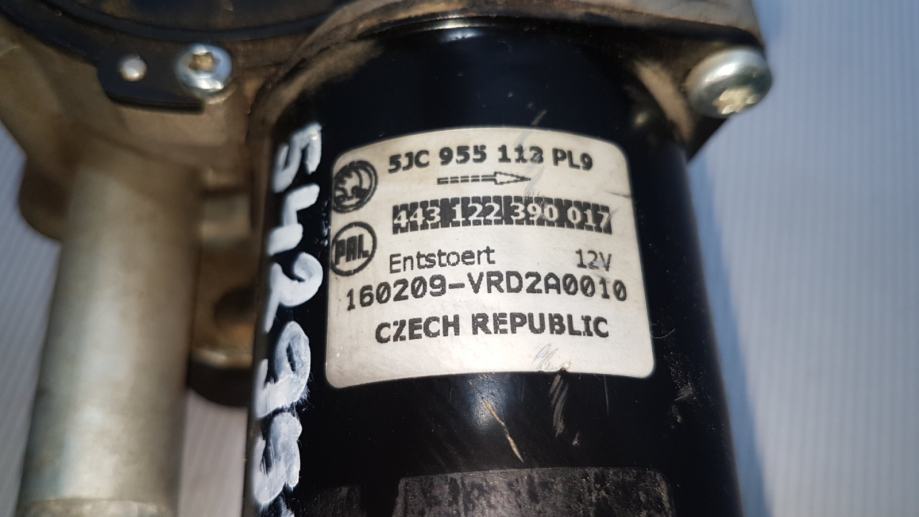 5JC 955 113 PL9
443 122 390 017
PAL
Entstoert 12V
160209-VRD2A0010
CZECH REPUBLIC